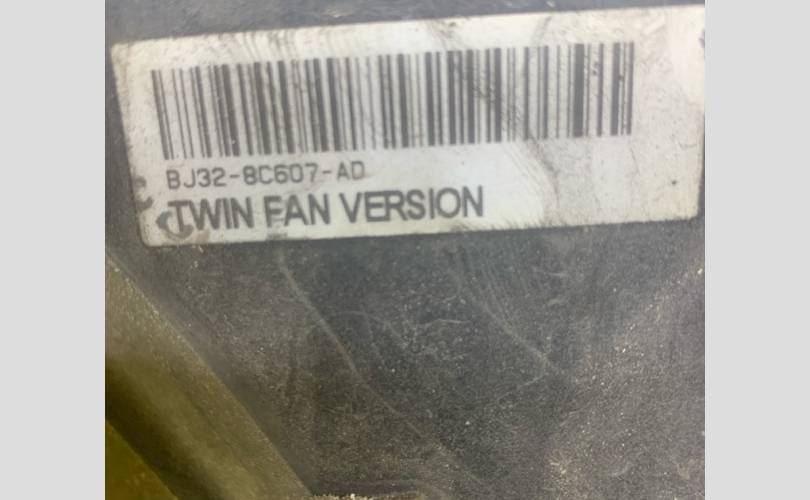 BJ32-8C607-AD
TWIN FAN VERSION